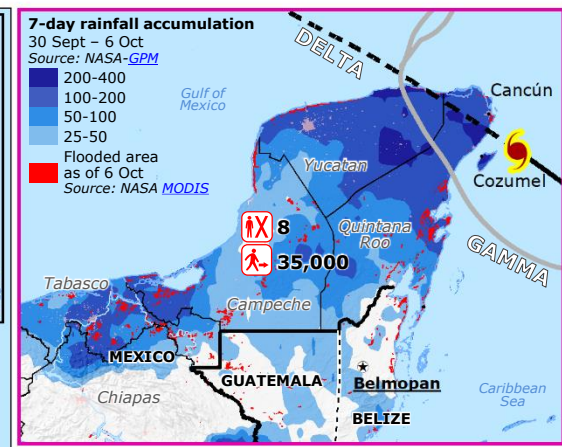 7-day rainfall accumulation
30 Sept – 6 Oct
Source: NASA-GPM
200-400
100-200
50-100
25-50
Flooded area
as of 6 Oct
Source: NASA MODIS
DELTA
Gulf of
Mexico
Cancún
Cozumel
Yucatan
Quintana
Roo
8
35,000
GAMMA
Tabasco
Campeche
MEXICO
GUATEMALA
Belmopan
Chiapas
Caribbean
Sea
BELIZE